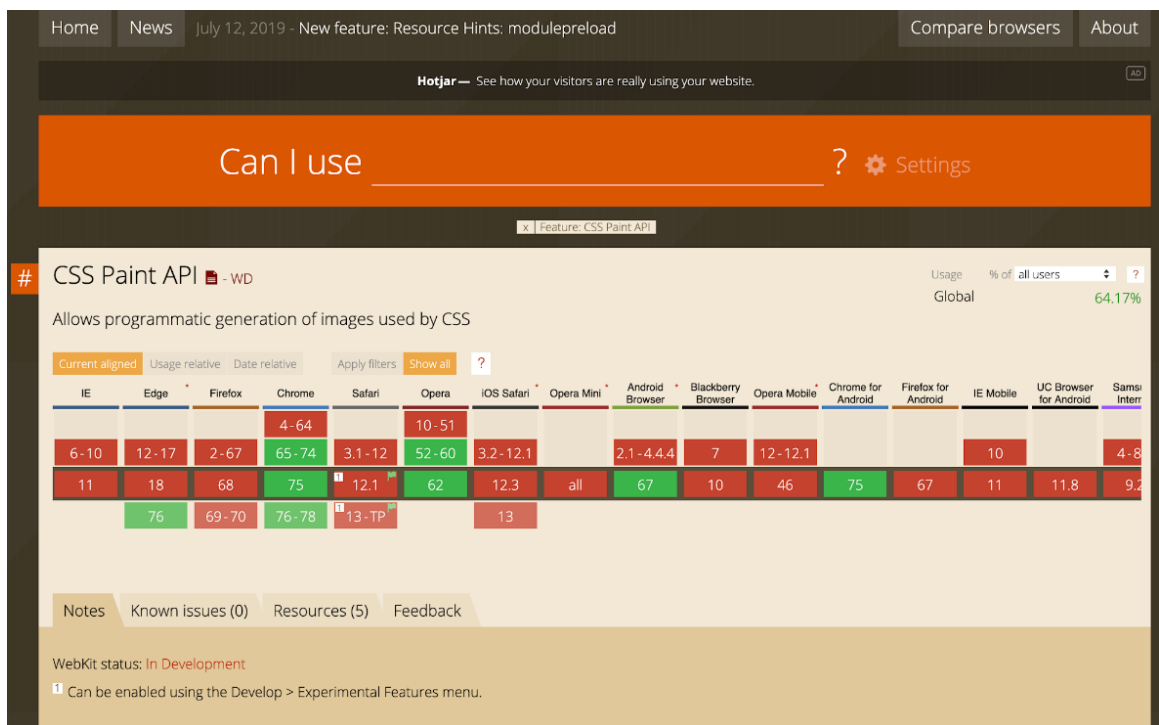 Home News July 12, 2019 - New feature: Resource Hints: modulepreload Compare browsers About
Hotjar — See how your visitors are really using your website. AD
Can I use ? Settings
x Feature: CSS Paint API
# CSS Paint API - WD Usage % of all users ?
Global 64.17%
Allows programmatic generation of images used by CSS
Current aligned Usage relative Date relative Apply filters Show all ?
IE Edge * Firefox Chrome Safari Opera iOS Safari * Opera Mini * Android Browser * Blackberry Browser Opera Mobile * Chrome for Android Firefox for Android IE Mobile UC Browser for Android Samsu Intern
4-64 10-51
6-10 12-17 2-67 65-74 3.1-12 52-60 3.2-12.1 2.1-4.4.4 7 12-12.1 10 4-8
11 18 68 75 1 12.1 62 12.3 all 67 10 46 75 67 11 11.8 9.2
76 69-70 76-78 1 13-TP 13
Notes Known issues (0) Resources (5) Feedback
WebKit status: In Development
1 Can be enabled using the Develop > Experimental Features menu.